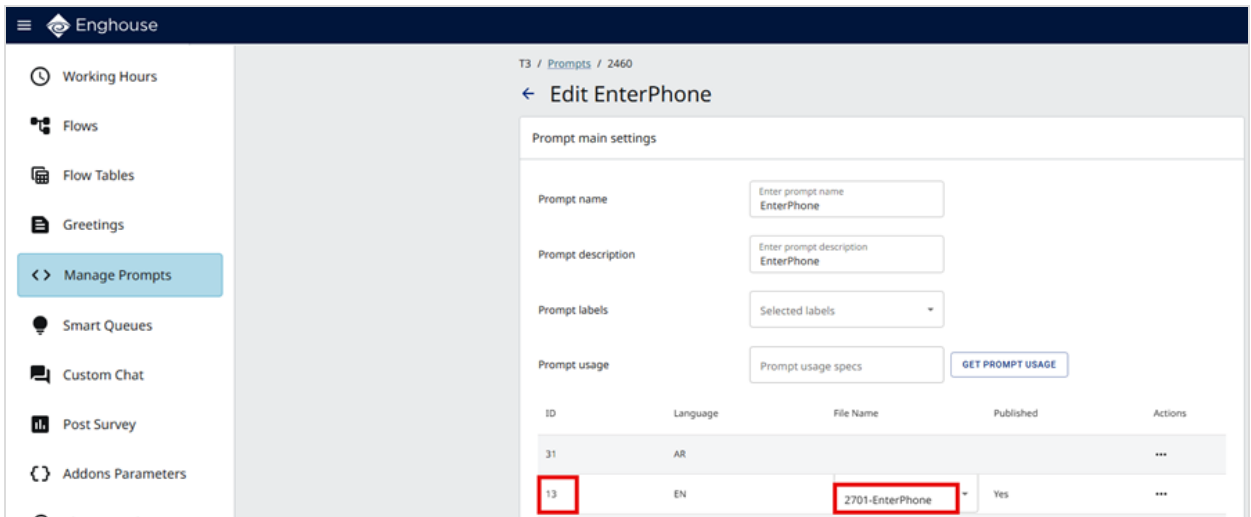 Enghouse
Working Hours
Flows
Flow Tables
Greetings
Manage Prompts
Smart Queues
Custom Chat
Post Survey
Addons Parameters
T3 / Prompts / 2460
Edit EnterPhone
Prompt main settings
Prompt name
Enter prompt name
EnterPhone
Prompt description
Enter prompt description
EnterPhone
Prompt labels
Selected labels
Prompt usage
Prompt usage specs
GET PROMPT USAGE
ID Language File Name Published Actions
31 AR
13 EN 2701-EnterPhone Yes